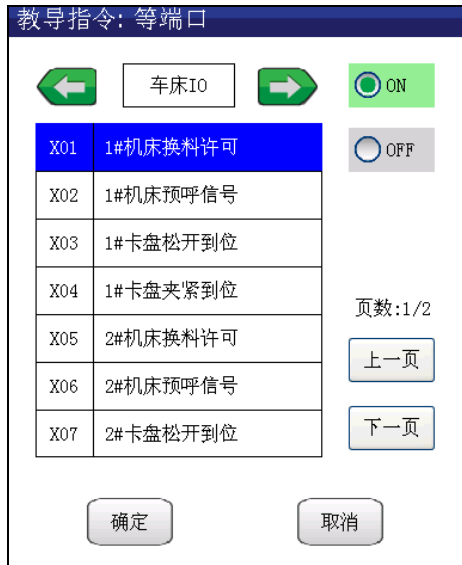 教导指令: 等端口
车床IO
ON
X01 1#机床换料许可
OFF
X02 1#机床预呼信号
X03 1#卡盘松开到位
X04 1#卡盘夹紧到位
页数:1/2
X05 2#机床换料许可
上一页
X06 2#机床预呼信号
X07 2#卡盘松开到位
下一页
确定
取消